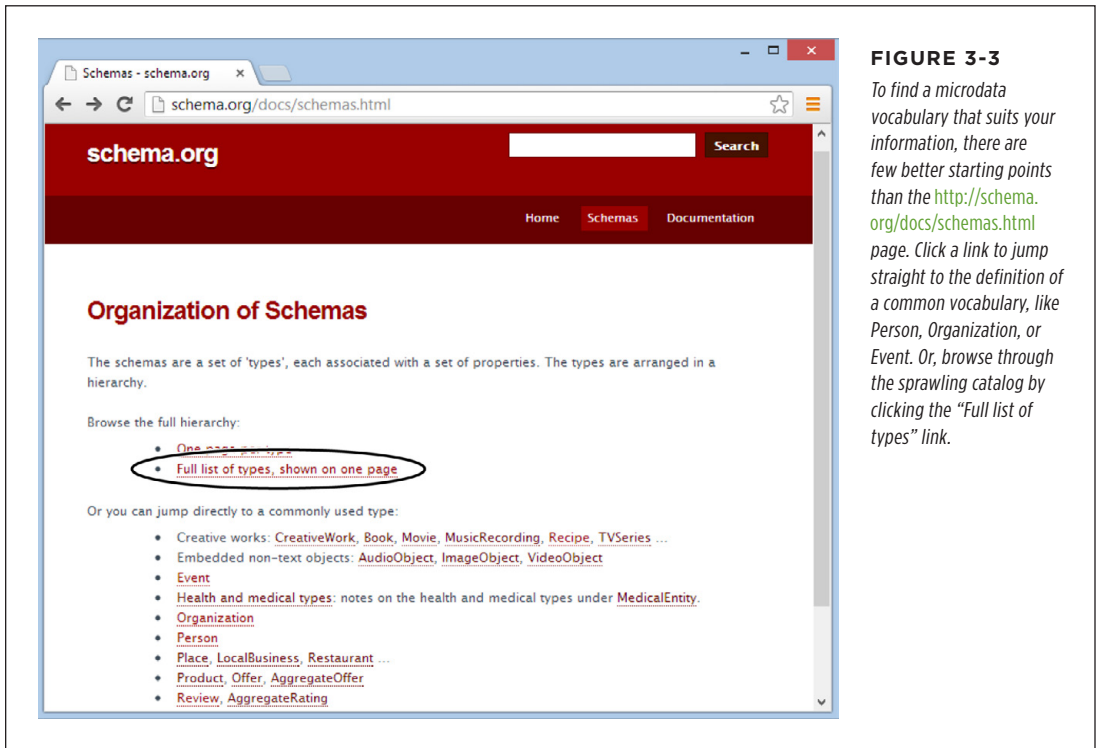 Schemas - schema.org
schema.org/docs/schemas.html
schema.org
Search
Home Schemas Documentation
Organization of Schemas
The schemas are a set of 'types', each associated with a set of properties. The types are arranged in a
hierarchy.
Browse the full hierarchy:
• One page per type
• Full list of types, shown on one page
Or you can jump directly to a commonly used type:
• Creative works: CreativeWork, Book, Movie, MusicRecording, Recipe, TVSeries ...
• Embedded non-text objects: AudioObject, ImageObject, VideoObject
• Event
• Health and medical types: notes on the health and medical types under MedicalEntity.
• Organization
• Person
• Place, LocalBusiness, Restaurant ...
• Product, Offer, AggregateOffer
• Review, AggregateRating
FIGURE 3-3
To find a microdata
vocabulary that suits your
information, there are
few better starting points
than the http://schema.
org/docs/schemas.html
page. Click a link to jump
straight to the definition of
a common vocabulary, like
Person, Organization, or
Event. Or, browse through
the sprawling catalog by
clicking the “Full list of
types” link.